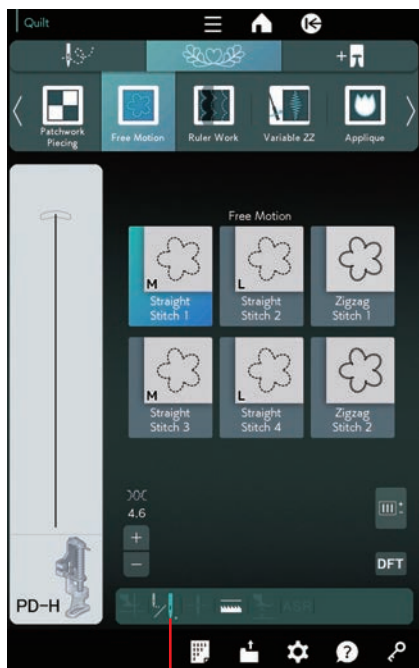 Quilt
Patchwork
Piecing
Free Motion
Ruler Work
Variable ZZ
Applique
Free Motion
M
Straight
Stitch 1
L
Straight
Stitch 2
Zigzag
Stitch 1
M
Straight
Stitch 3
L
Straight
Stitch 4
Zigzag
Stitch 2
4.6
+
−
DFT
PD-H
ASR
?